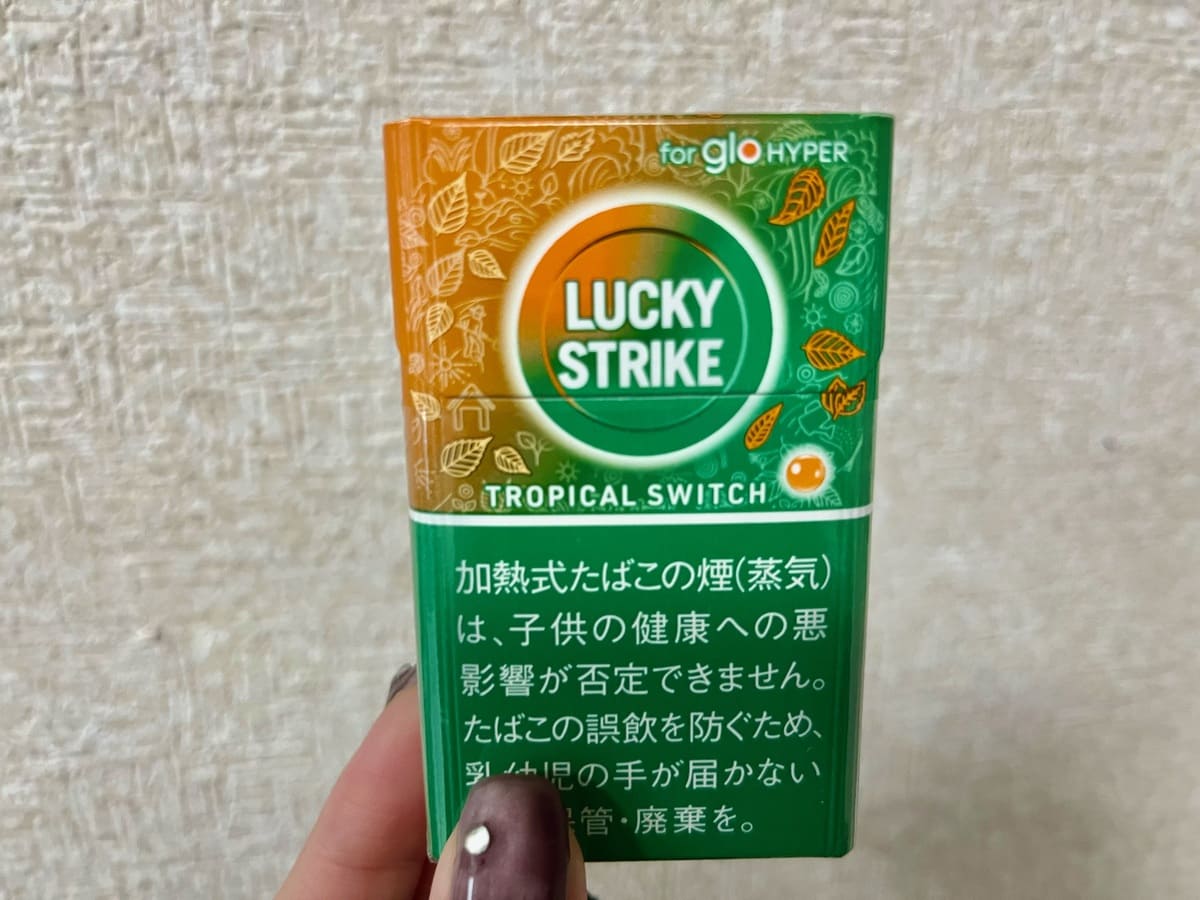 for glo HYPER
LUCKY
STRIKE
TROPICAL SWITCH
加熱式たばこの煙(蒸気)
は、子供の健康への悪
影響が否定できません。
たばこの誤飲を防ぐため、
乳幼児の手が届かない
管・廃棄を。